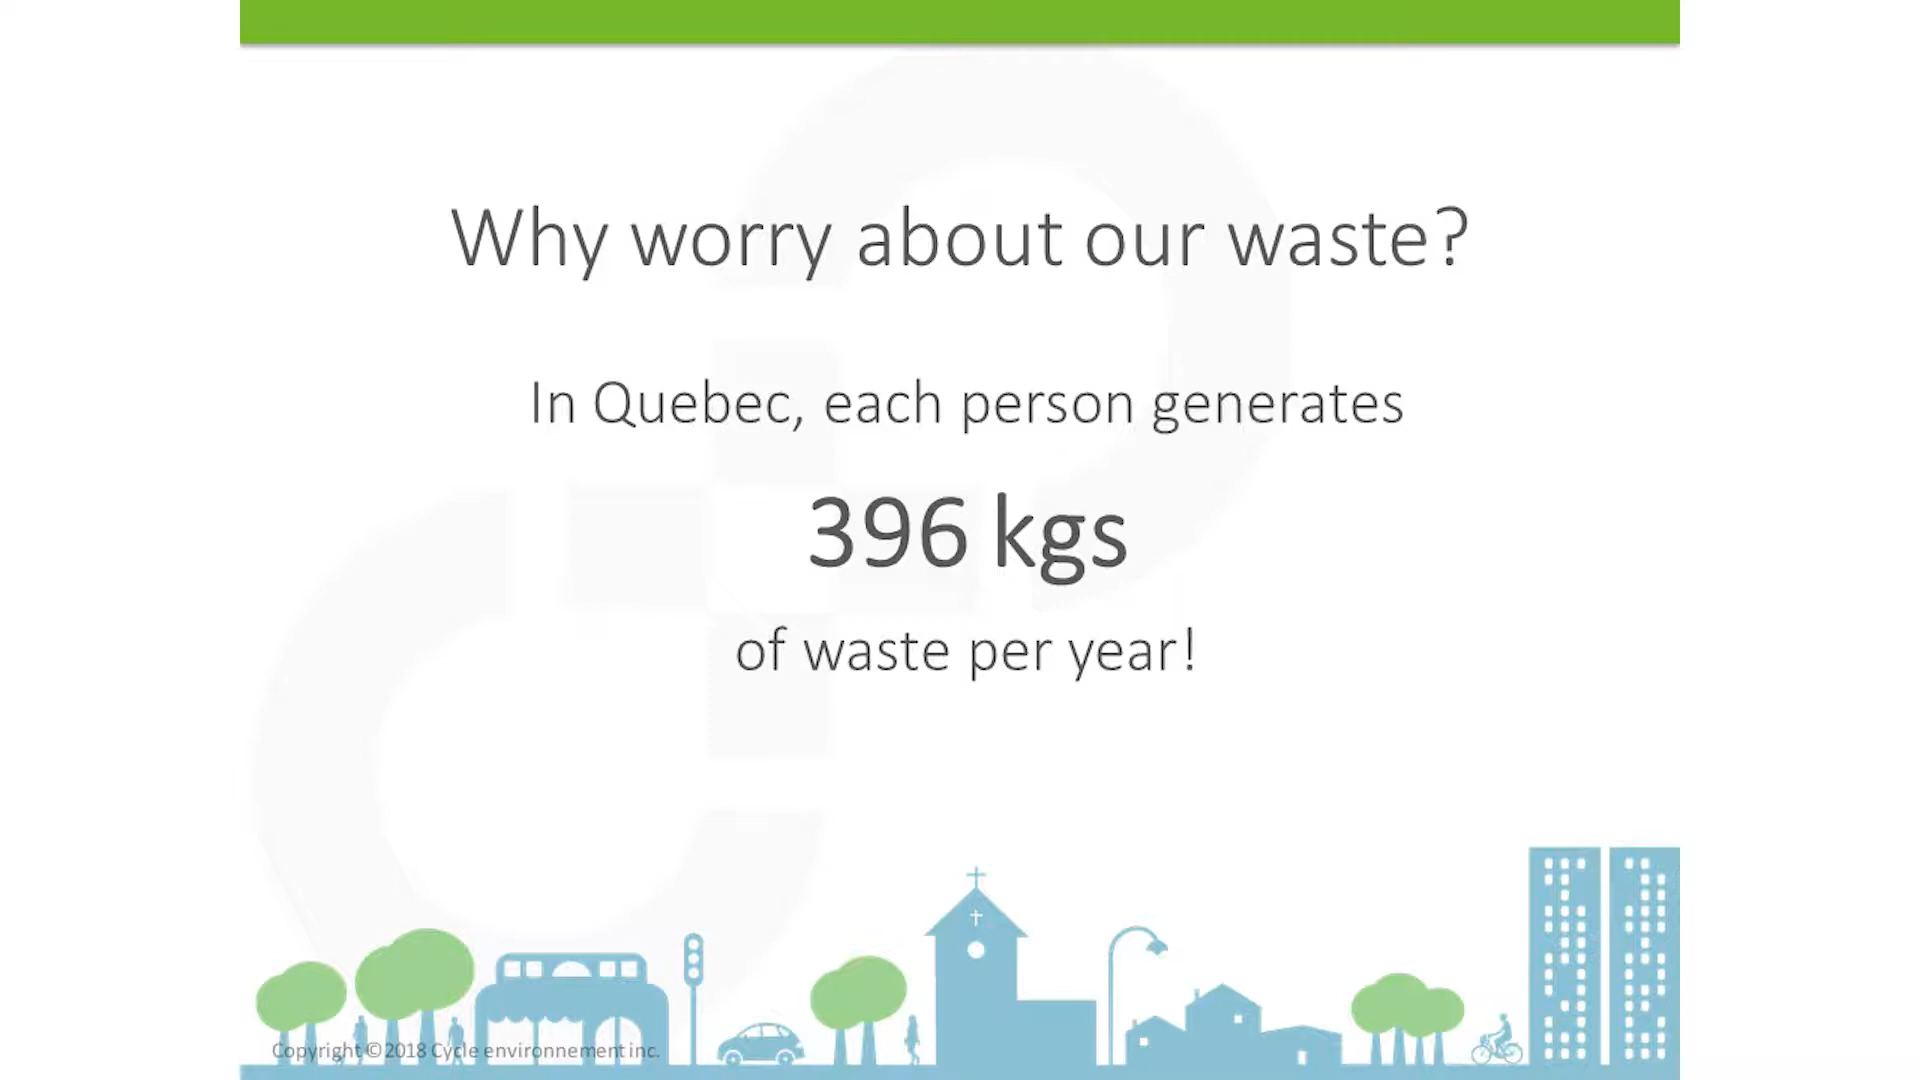 Why worry about our waste?
In Quebec, each person generates
396 kgs
of waste per year!
Copyright ©2018 Cycle environnement inc.